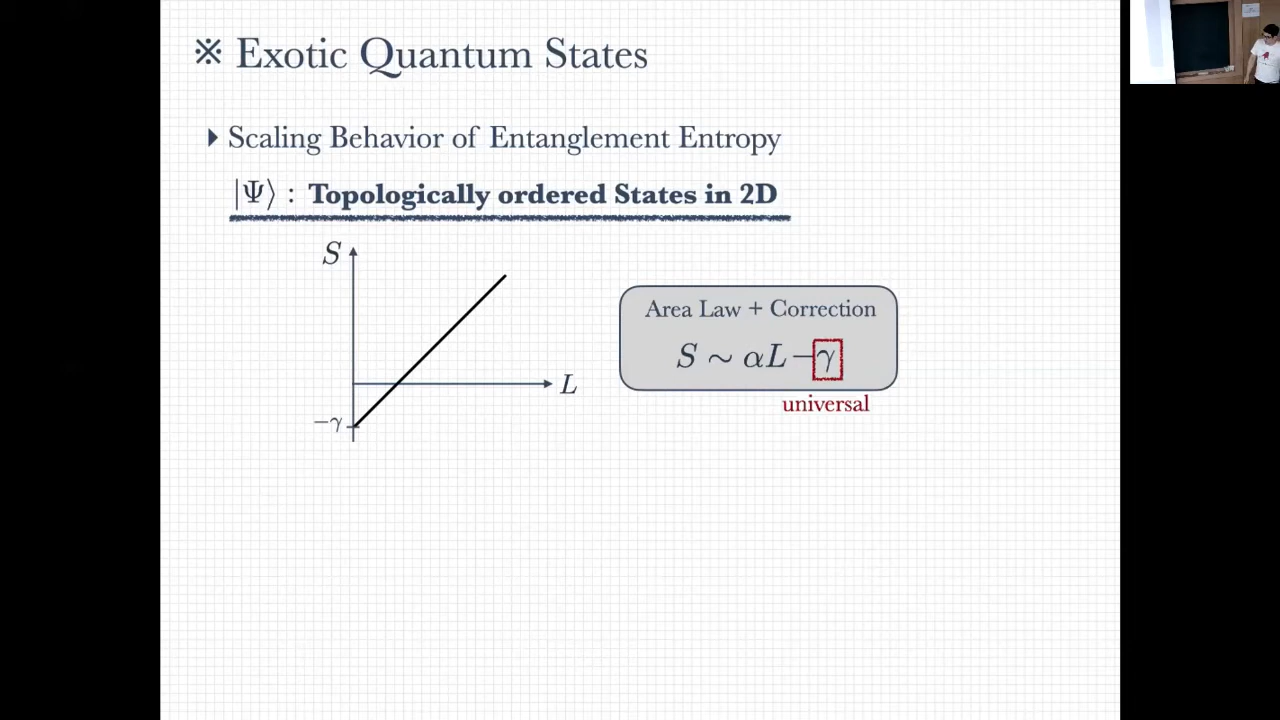 ※ Exotic Quantum States
Scaling Behavior of Entanglement Entropy
|Ψ⟩ : Topologically ordered States in 2D
S
L
−γ
Area Law + Correction
S ∼ αL − γ
universal